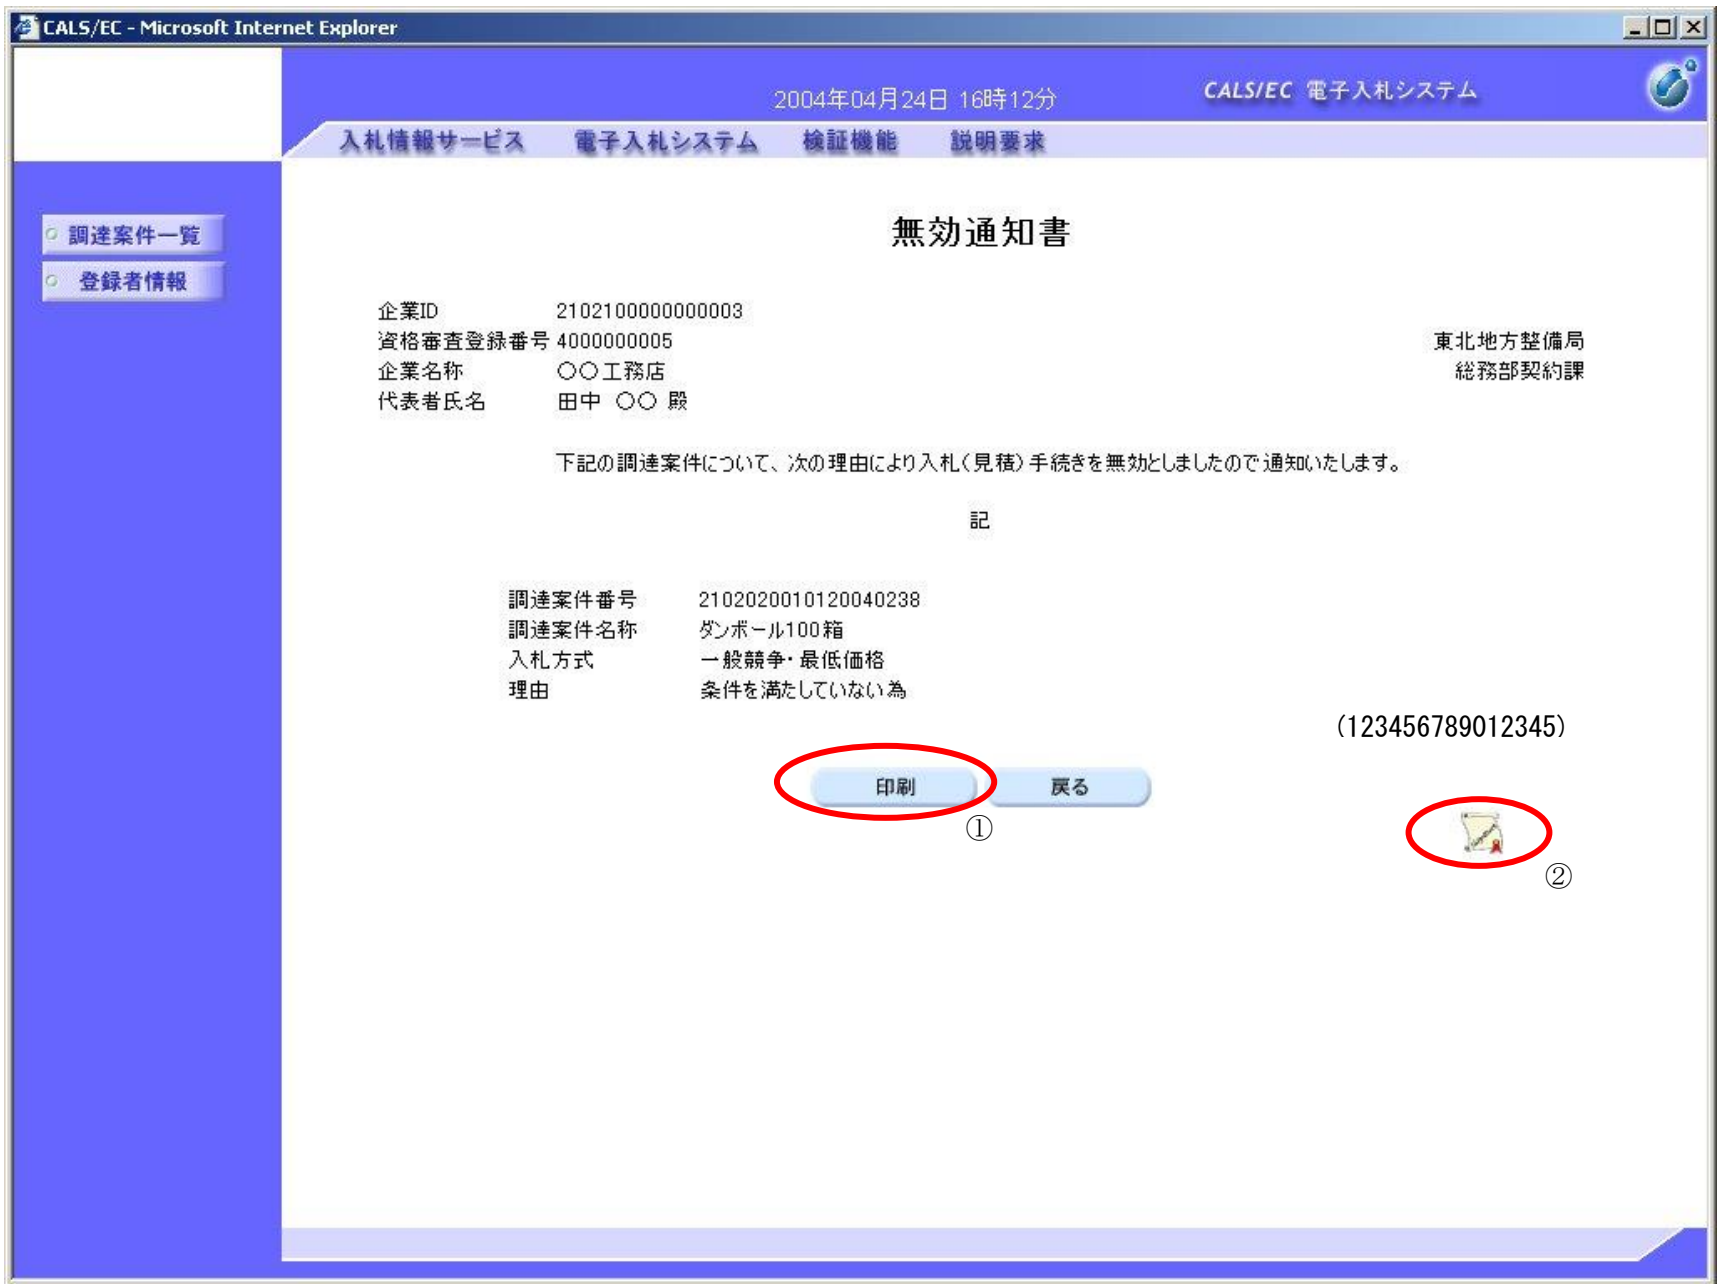 CALS/EC - Microsoft Internet Explorer
2004年04月24日 16時12分
CALS/EC 電子入札システム
入札情報サービス 電子入札システム 検証機能 説明要求
調達案件一覧
登録者情報
無効通知書
企業ID 2102100000000003
資格審査登録番号 4000000005
企業名称 〇〇工務店
代表者氏名 田中 〇〇 殿
東北地方整備局
総務部契約課
下記の調達案件について、次の理由により入札(見積)手続きを無効としましたので通知いたします。
記
調達案件番号 2102020010120040238
調達案件名称 ダンボール100箱
入札方式 一般競争・最低価格
理由 条件を満たしていない為
(123456789012345)
印刷 戻る
①
②